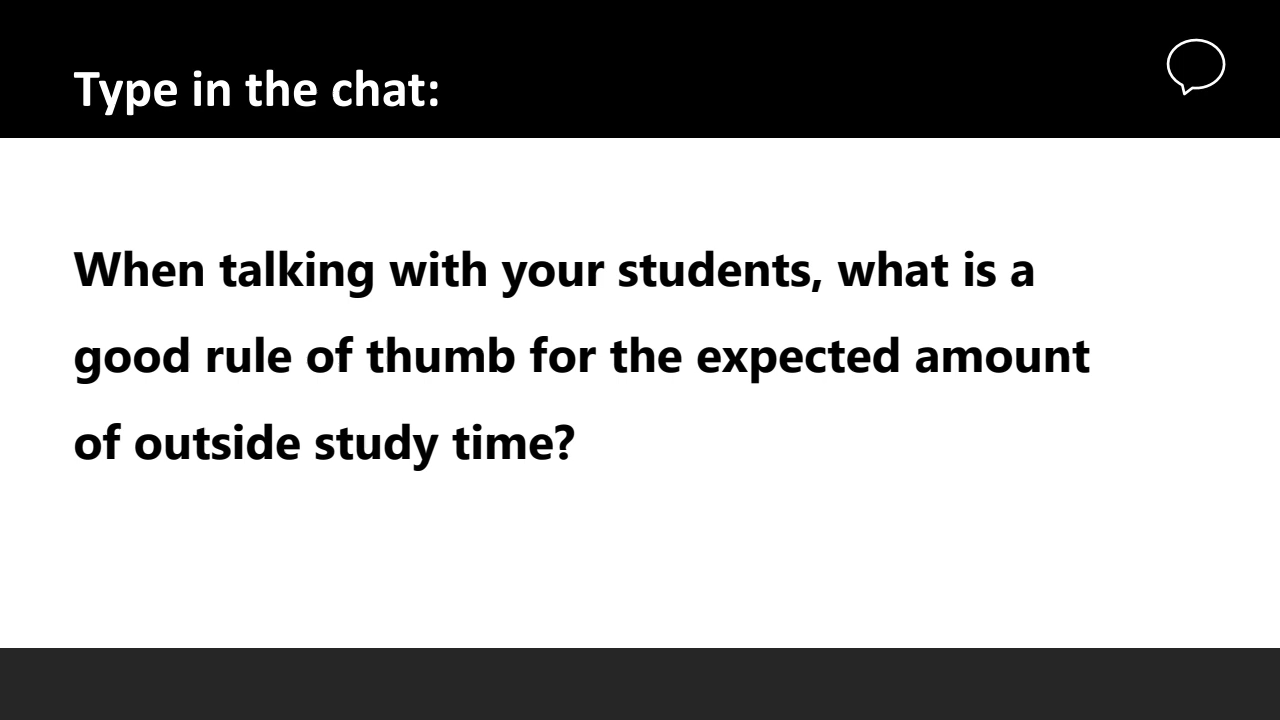 Type in the chat:
When talking with your students, what is a
good rule of thumb for the expected amount
of outside study time?